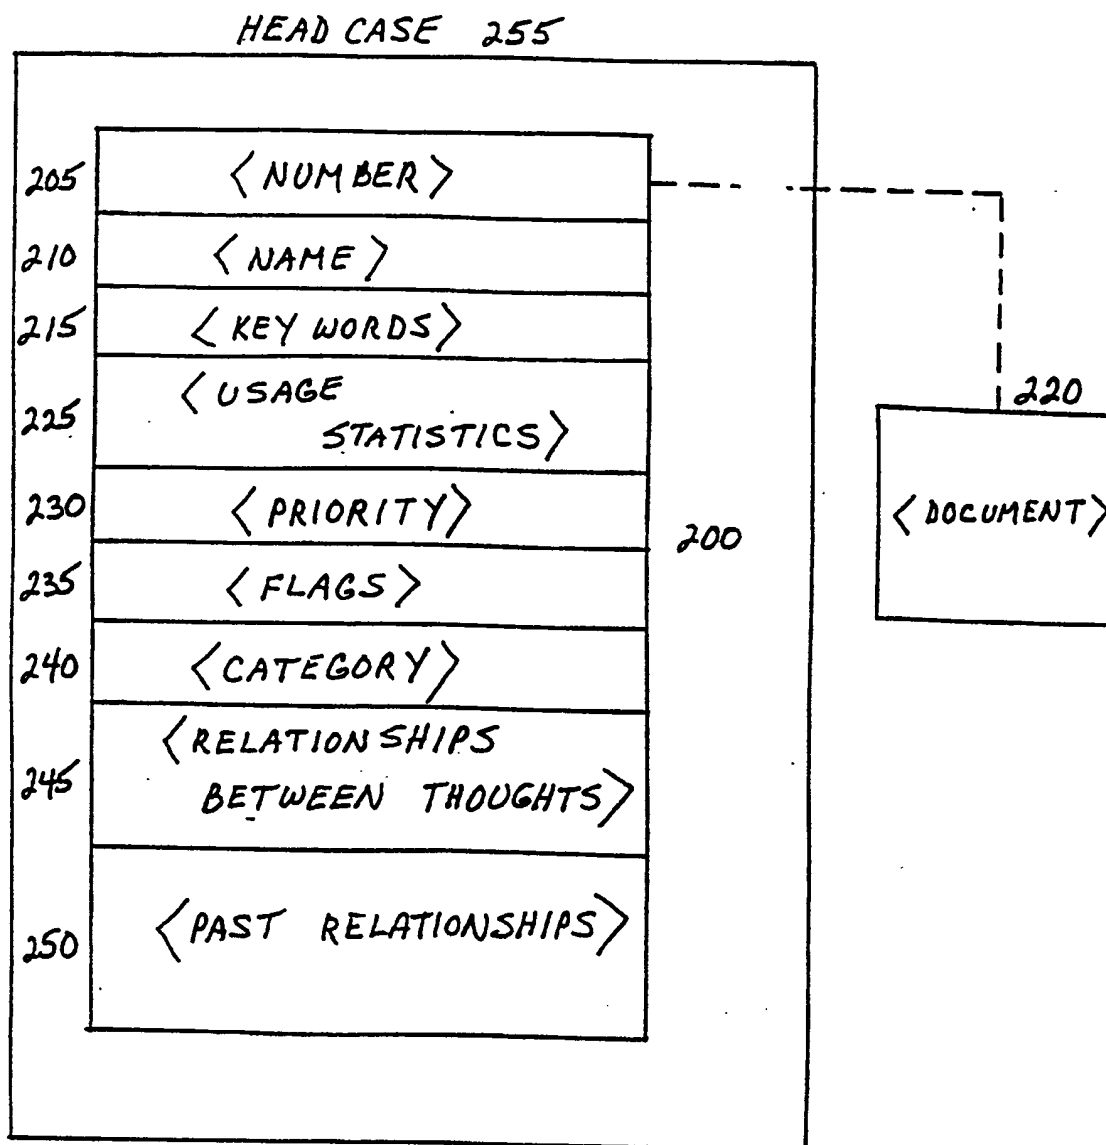 HEAD CASE 255
205 <NUMBER>
210 <NAME>
215 <KEY WORDS>
220
225 <USAGE
STATISTICS>
230 <PRIORITY>
<DOCUMENT>
200
235 <FLAGS>
240 <CATEGORY>
245 <RELATIONSHIPS
BETWEEN THOUGHTS>
250 <PAST RELATIONSHIPS>